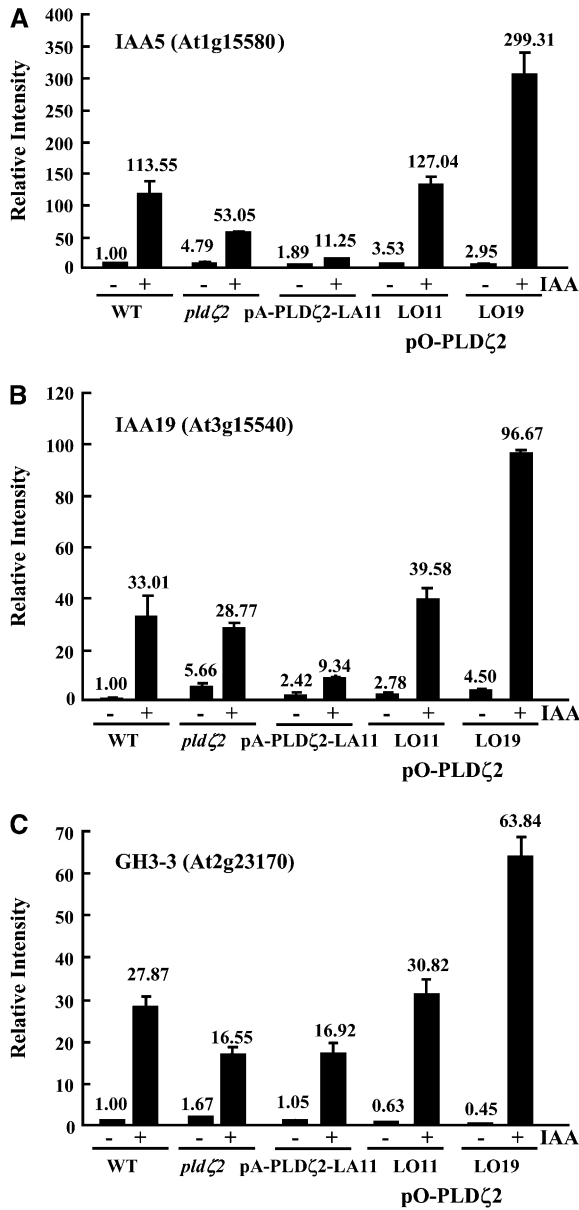 A
IAA5 (At1g15580)
Relative Intensity
400
350
300
250
200
150
100
50
0
1.00 113.55 4.79 53.05 1.89 11.25 3.53 127.04 2.95 299.31
- + - + - + - + - + IAA
WT pldζ2 pA-PLDζ2-LA11 LO11 LO19
pO-PLDζ2
B
IAA19 (At3g15540)
Relative Intensity
120
100
80
60
40
20
0
1.00 33.01 5.66 28.77 2.42 9.34 2.78 39.58 4.50 96.67
- + - + - + - + - + IAA
WT pldζ2 pA-PLDζ2-LA11 LO11 LO19
pO-PLDζ2
C
GH3-3 (At2g23170)
Relative Intensity
70
60
50
40
30
20
10
0
1.00 27.87 1.67 16.55 1.05 16.92 0.63 30.82 0.45 63.84
- + - + - + - + - + IAA
WT pldζ2 pA-PLDζ2-LA11 LO11 LO19
pO-PLDζ2